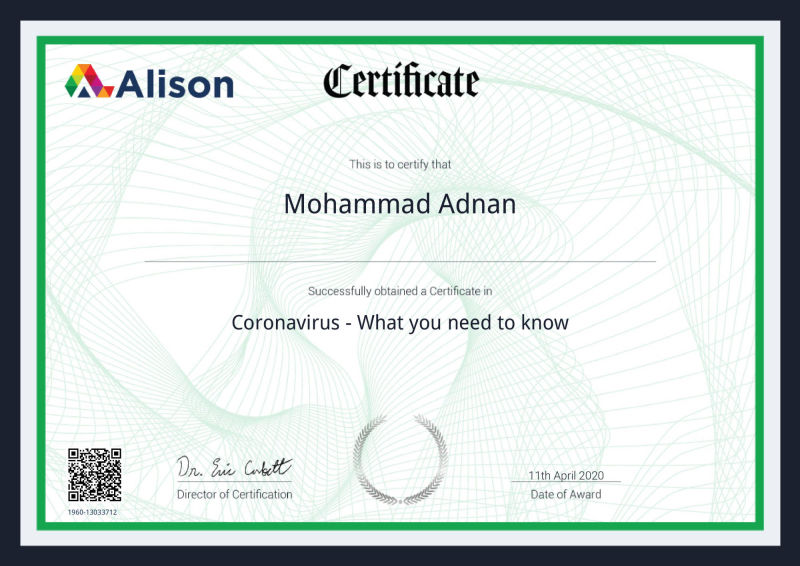 Alison
Certificate
This is to certify that
Mohammad Adnan
Successfully obtained a Certificate in
Coronavirus - What you need to know
Dr. Eric Corbett
Director of Certification
11th April 2020
Date of Award
1960-13033712